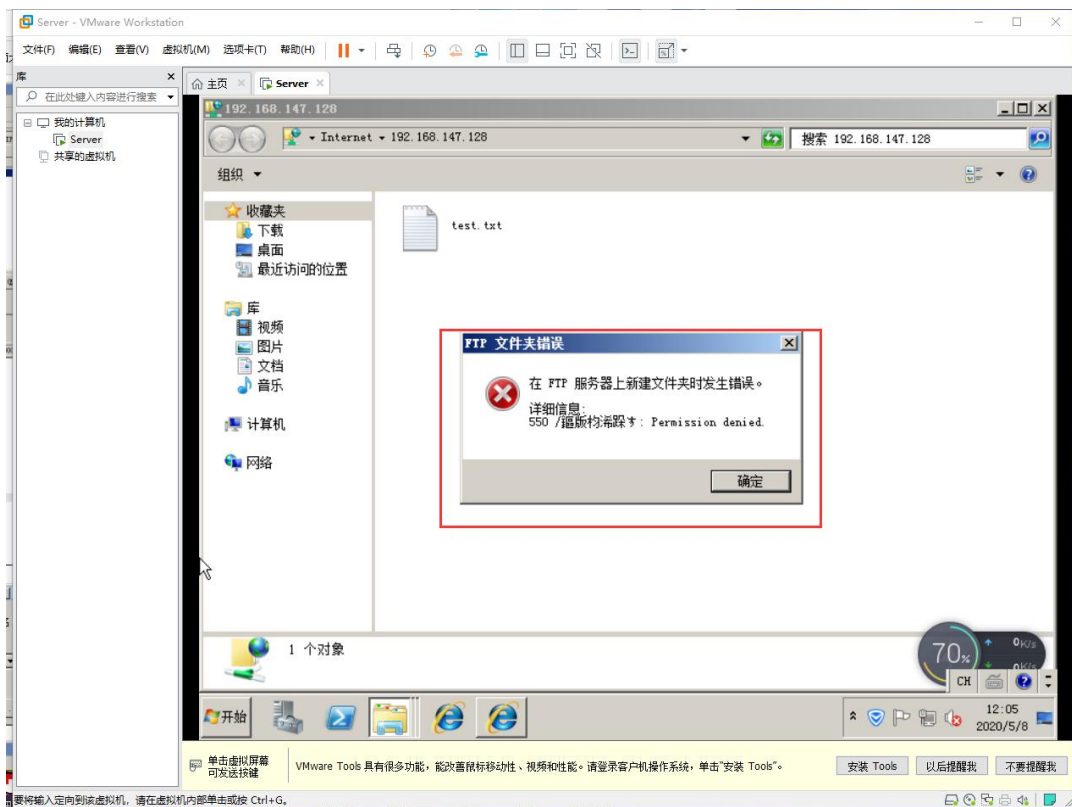 Server - VMware Workstation
文件(F) 编辑(E) 查看(V) 虚拟机(M) 选项卡(T) 帮助(H)
库
在此处键入内容进行搜索
我的计算机
Server
共享的虚拟机
主页 Server
192.168.147.128
Internet 192.168.147.128
搜索 192.168.147.128
组织
收藏夹
下载
桌面
最近访问的位置
库
视频
图片
文档
音乐
计算机
网络
test.txt
FTP 文件夹错误
在 FTP 服务器上新建文件夹时发生错误。
详细信息:
Permission denied.
确定
1 个对象
70%
0K/s
0K/s
CH
开始
12:05
2020/5/8
单击虚拟屏幕
可发送按键
VMware Tools 具有很多功能，能改善鼠标移动性、视频和性能。请登录客户机操作系统，单击“安装 Tools”。
安装 Tools 以后提醒我 不要提醒我
要将输入定向到该虚拟机，请在虚拟机内部单击或按 Ctrl+G。